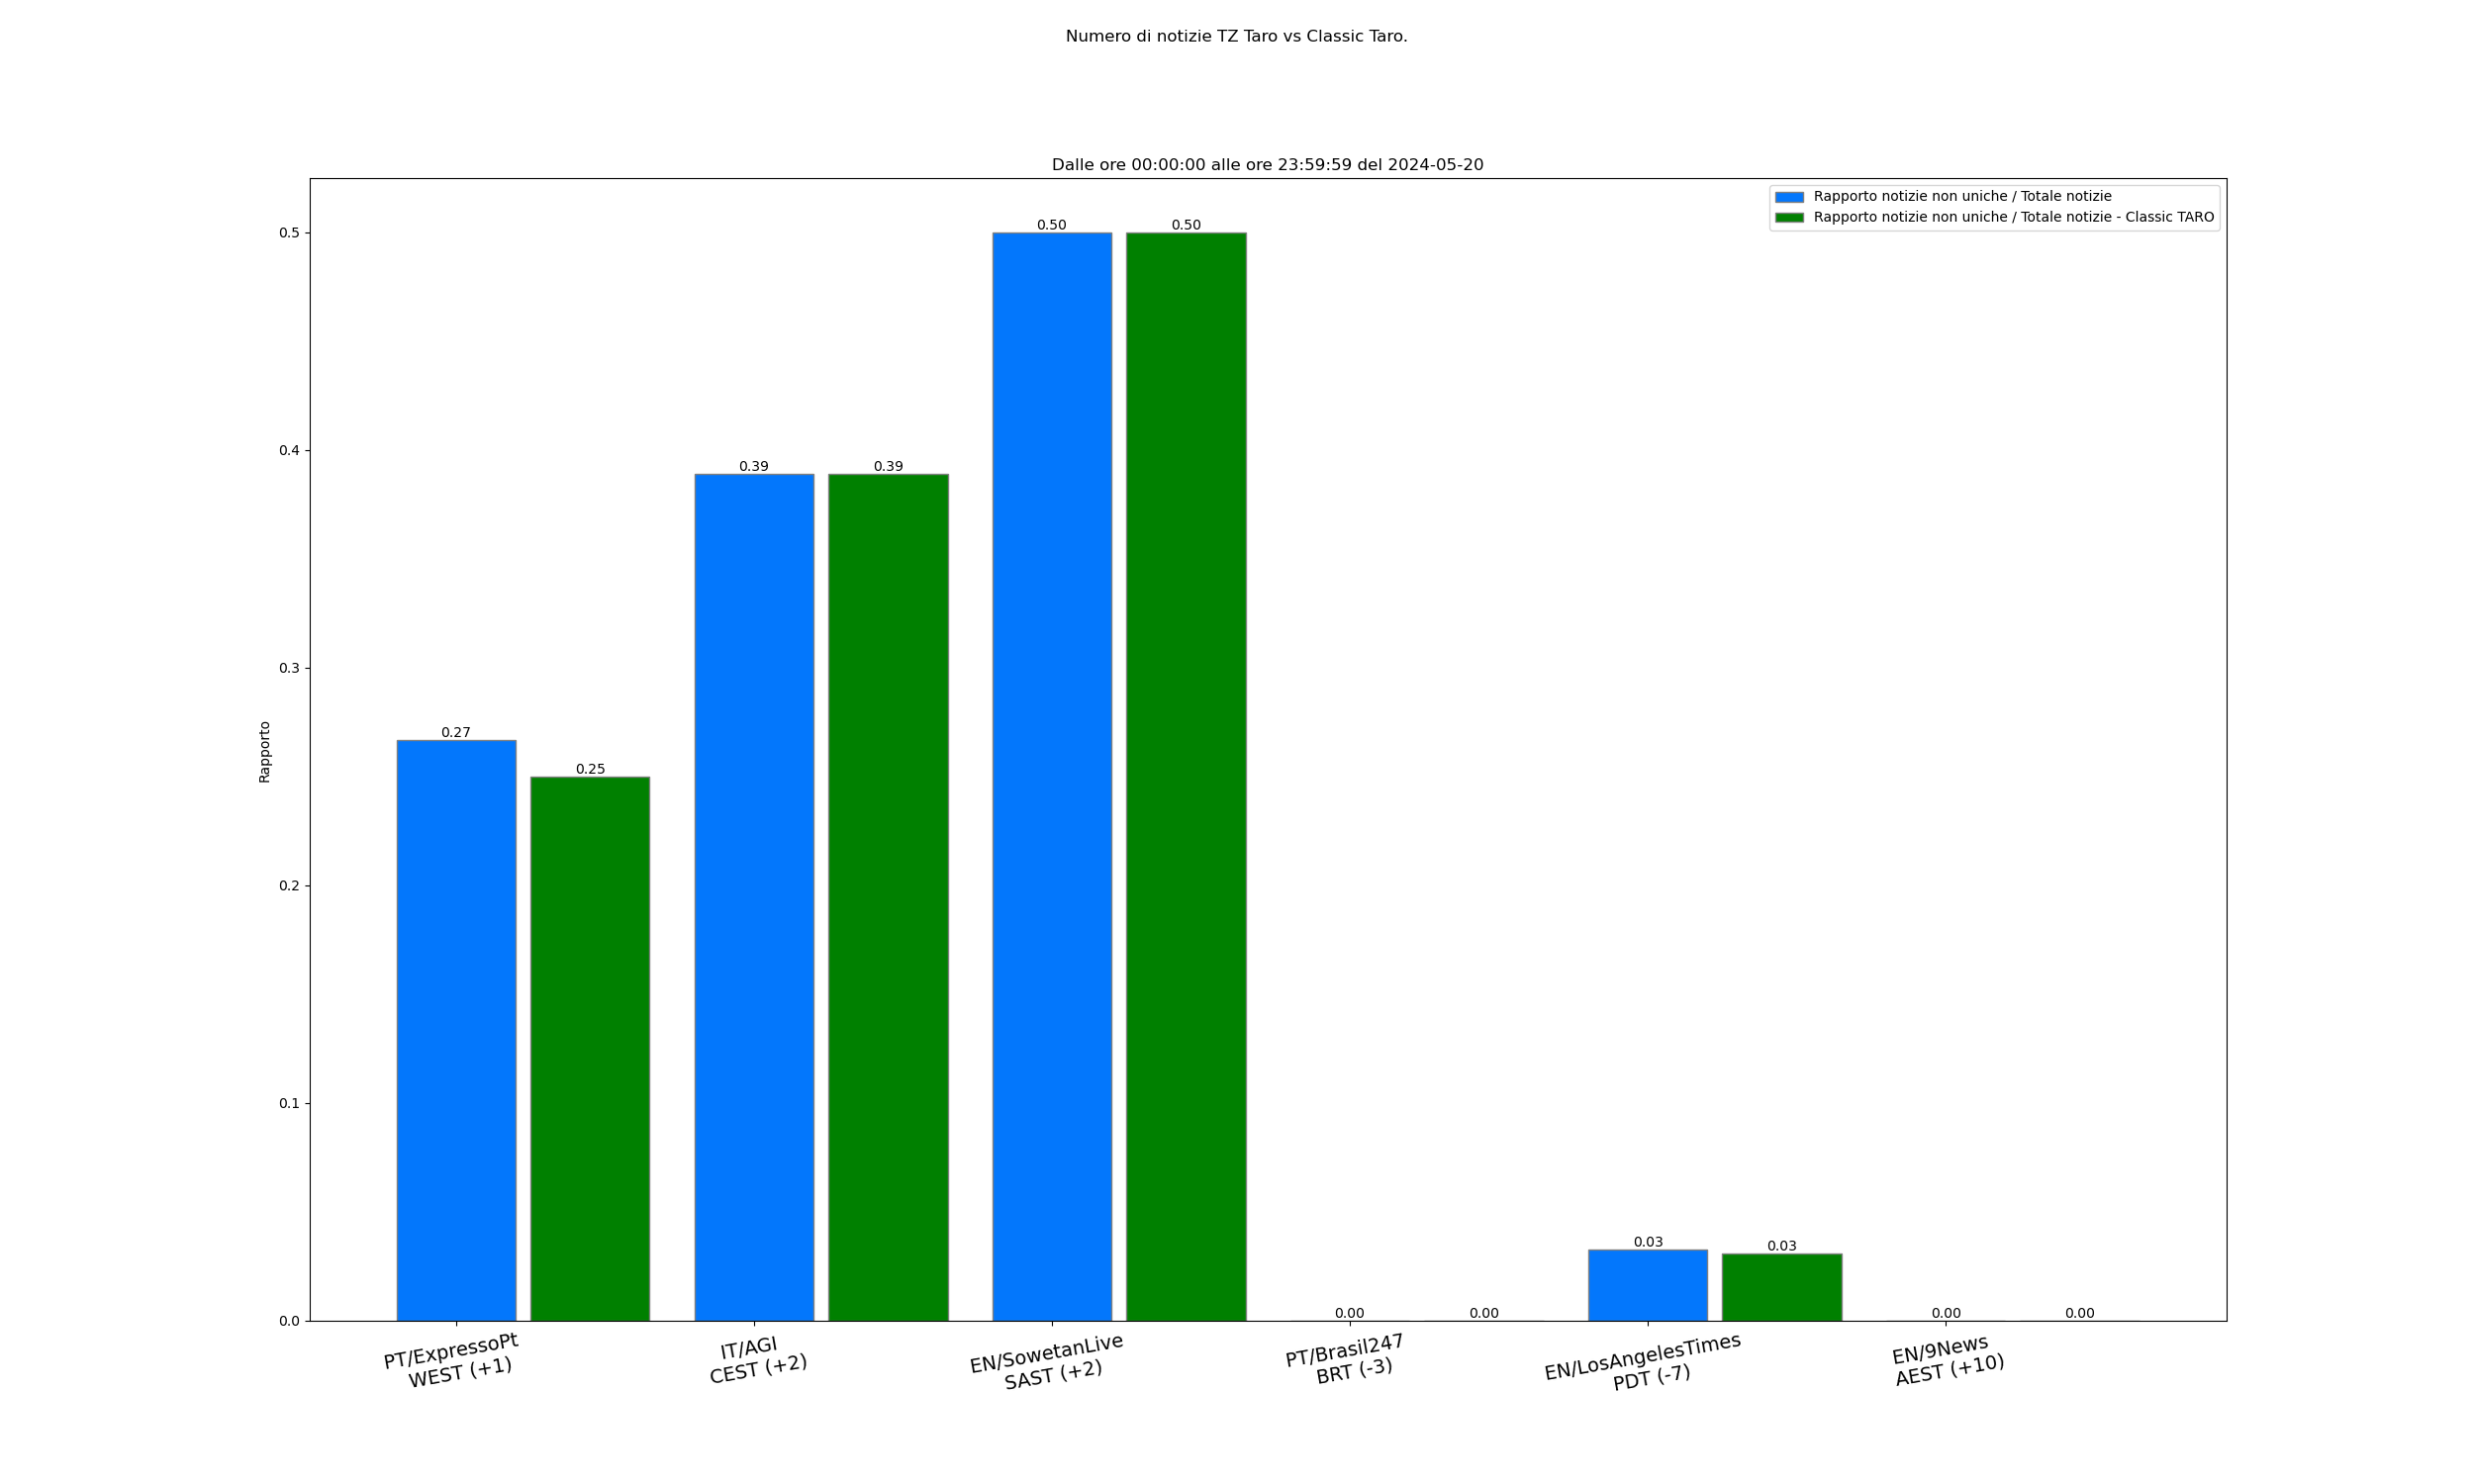 Numero di notizie TZ Taro vs Classic Taro.
Dalle ore 00:00:00 alle ore 23:59:59 del 2024-05-20
Rapporto notizie non uniche / Totale notizie
Rapporto notizie non uniche / Totale notizie - Classic TARO
Rapporto
0.5
0.4
0.3
0.2
0.1
0.0
0.27
0.25
0.39
0.39
0.50
0.50
0.00
0.00
0.03
0.03
0.00
0.00
PT/ExpressoPt
WEST (+1)
IT/AGI
CEST (+2)
EN/SowetanLive
SAST (+2)
PT/Brasil247
BRT (-3)
EN/LosAngelesTimes
PDT (-7)
EN/9News
AEST (+10)